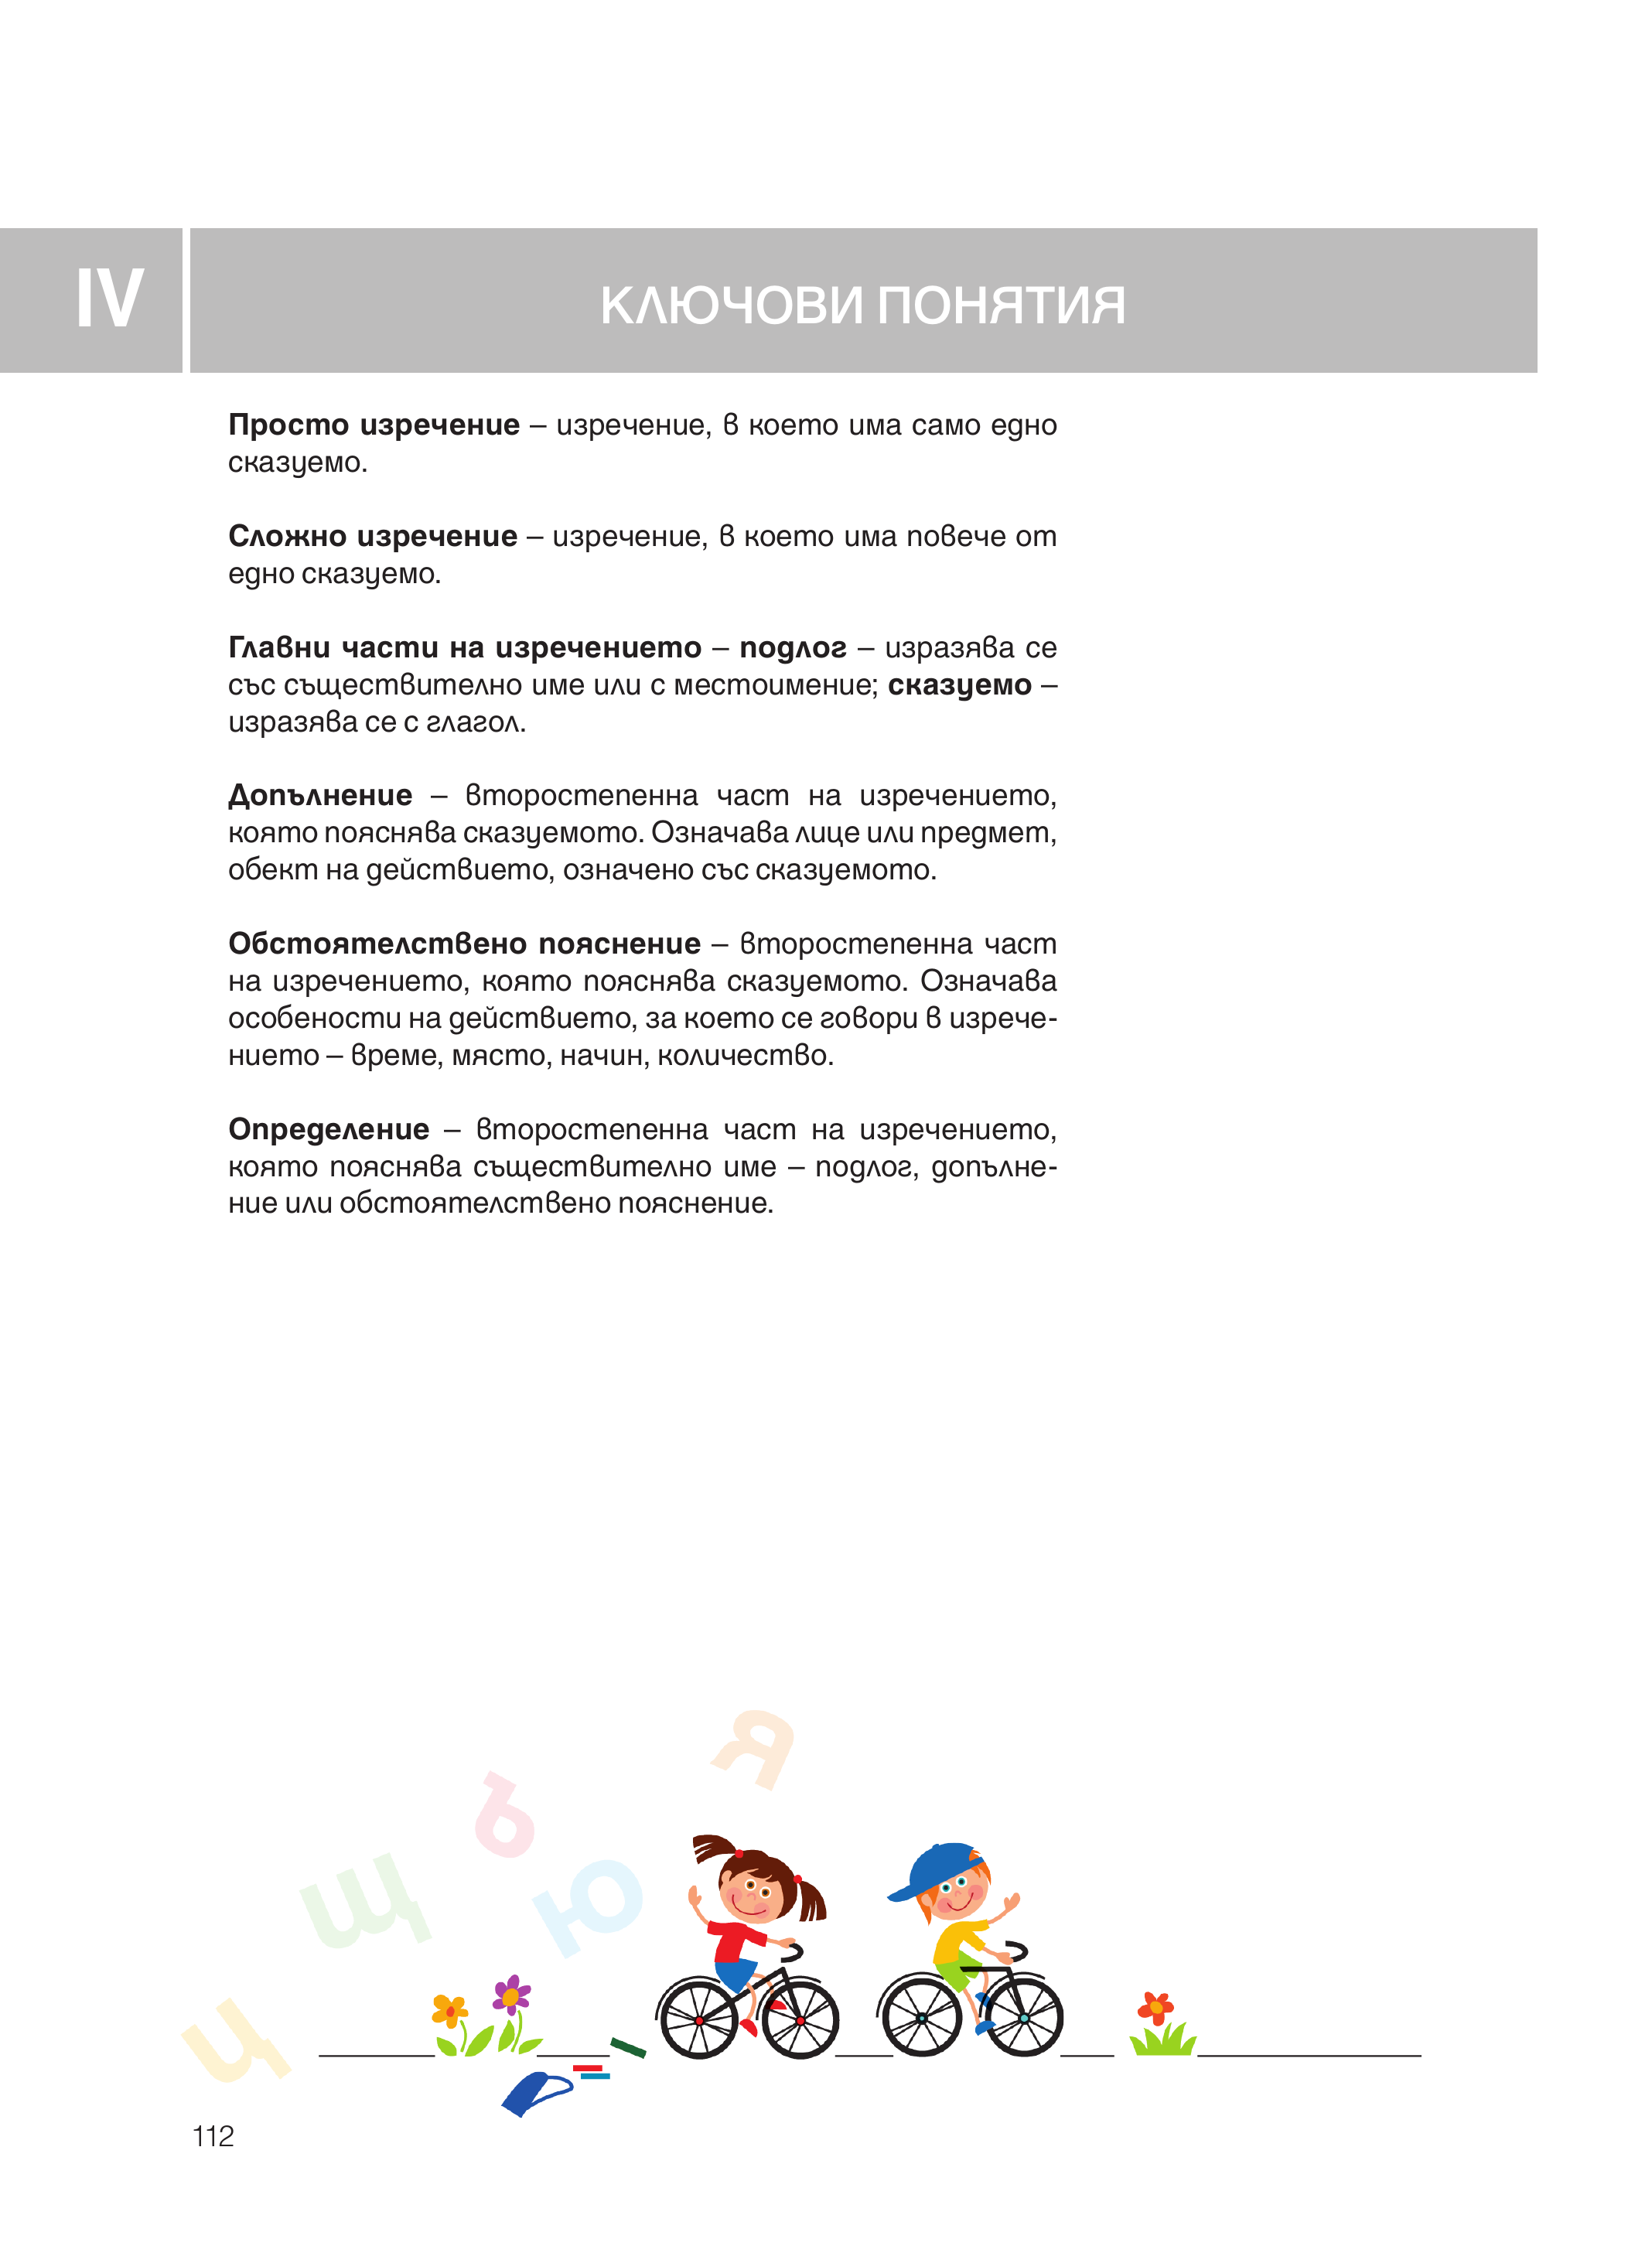 IV
КЛЮЧОВИ ПОНЯТИЯ
Просто изречение – изречение, в което има само едно
сказуемо.
Сложно изречение – изречение, в което има повече от
едно сказуемо.
Главни части на изречението – подлог – изразява се
със съществително име или с местоимение; сказуемо –
изразява се с глагол.
Допълнение – второстепенна част на изречението,
която пояснява сказуемото. Означава лице или предмет,
обект на действието, означено със сказуемото.
Обстоятелствено пояснение – второстепенна част
на изречението, която пояснява сказуемото. Означава
особености на действието, за което се говори в изрече-
нието – време, място, начин, количество.
Определение – второстепенна част на изречението,
която пояснява съществително име – подлог, допълне-
ние или обстоятелствено пояснение.
я
ъ
щ
ю
ц
112